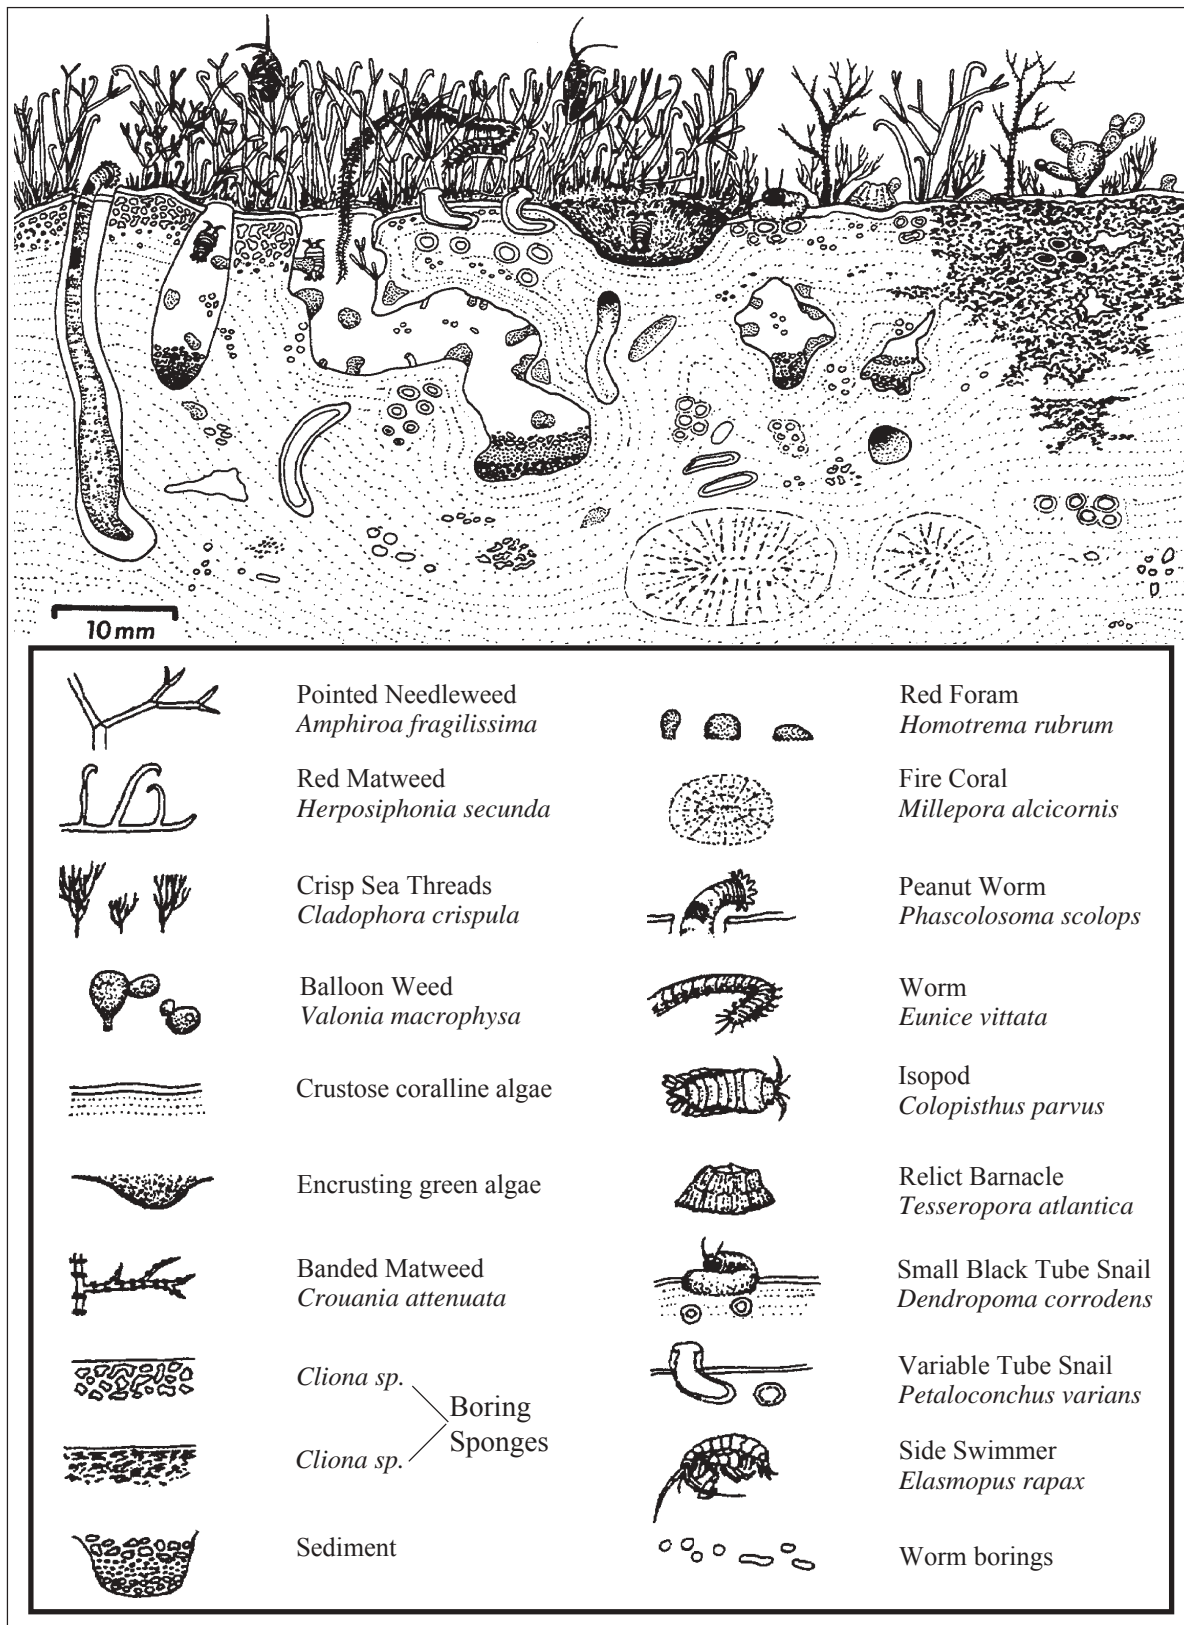 10 mm
Pointed Needleweed
Amphiroa fragilissima
Red Matweed
Herposiphonia secunda
Crisp Sea Threads
Cladophora crispula
Balloon Weed
Valonia macrophysa
Crustose coralline algae
Encrusting green algae
Banded Matweed
Crouania attenuata
Cliona sp.
Boring
Sponges
Cliona sp.
Sediment
Red Foram
Homotrema rubrum
Fire Coral
Millepora alcicornis
Peanut Worm
Phascolosoma scolops
Worm
Eunice vittata
Isopod
Colopisthus parvus
Relict Barnacle
Tesseropora atlantica
Small Black Tube Snail
Dendropoma corrodens
Variable Tube Snail
Petaloconchus varians
Side Swimmer
Elasmopus rapax
Worm borings